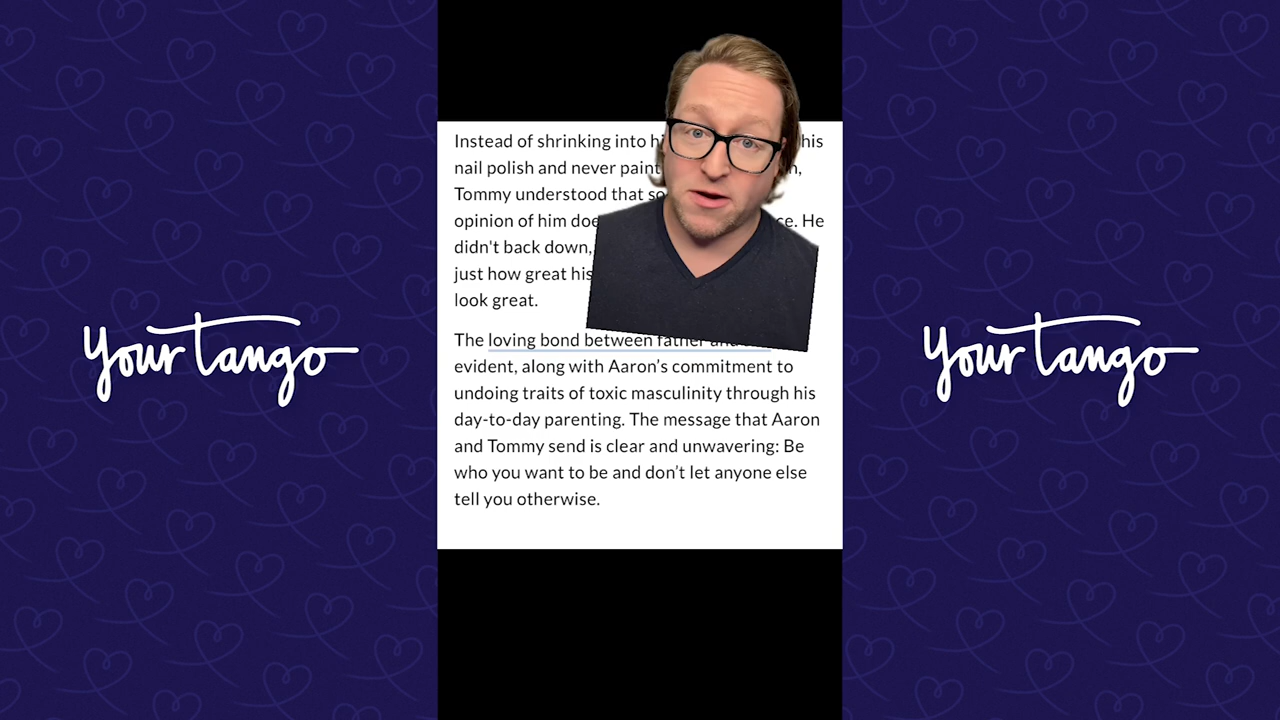 Instead of shrinking into his
nail polish and never
Tommy understood that
opinion of him He
didn't back down,
just how great his
look great.
The loving bond between father
evident, along with Aaron's commitment to
undoing traits of toxic masculinity through his
day-to-day parenting. The message that Aaron
and Tommy send is clear and unwavering: Be
who you want to be and don't let anyone else
tell you otherwise.
Your tango
Your tango